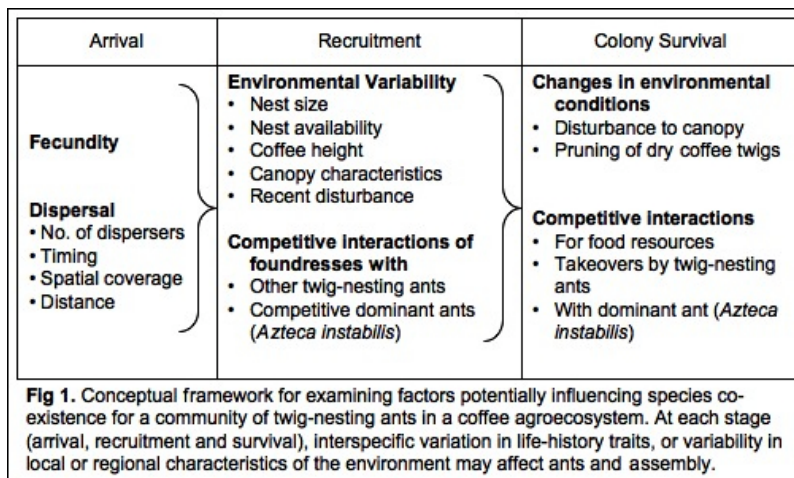 Arrival
Recruitment
Colony Survival
Fecundity
Dispersal
• No. of dispersers
• Timing
• Spatial coverage
• Distance
Environmental Variability
• Nest size
• Nest availability
• Coffee height
• Canopy characteristics
• Recent disturbance
Competitive interactions of
foundresses with
• Other twig-nesting ants
• Competitive dominant ants
(Azteca instabilis)
Changes in environmental
conditions
• Disturbance to canopy
• Pruning of dry coffee twigs
Competitive interactions
• For food resources
• Takeovers by twig-nesting
ants
• With dominant ant (Azteca
instabilis)
Fig 1. Conceptual framework for examining factors potentially influencing species co-
existence for a community of twig-nesting ants in a coffee agroecosystem. At each stage
(arrival, recruitment and survival), interspecific variation in life-history traits, or variability in
local or regional characteristics of the environment may affect ants and assembly.